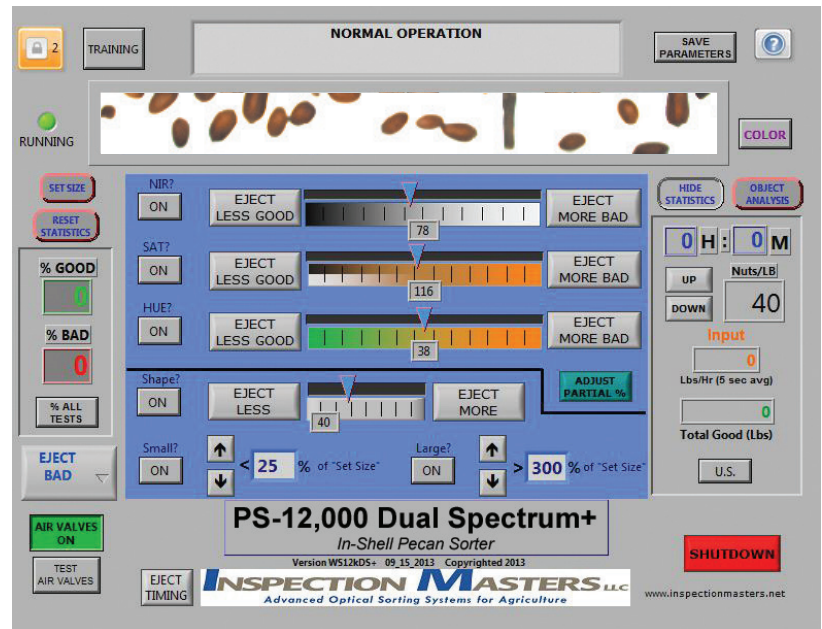 2
TRAINING
NORMAL OPERATION
SAVE
PARAMETERS
?
RUNNING
COLOR
SET SIZE
RESET
STATISTICS
% GOOD
0
% BAD
0
% ALL
TESTS
EJECT
BAD
AIR VALVES
ON
TEST
AIR VALVES
NIR?
ON
EJECT
LESS GOOD
78
EJECT
MORE BAD
SAT?
ON
EJECT
LESS GOOD
116
EJECT
MORE BAD
HUE?
ON
EJECT
LESS GOOD
38
EJECT
MORE BAD
Shape?
ON
EJECT
LESS
40
EJECT
MORE
ADJUST
PARTIAL %
Small?
ON
< 25 % of "Set Size"
Large?
ON
> 300 % of "Set Size"
HIDE
STATISTICS
OBJECT
ANALYSIS
0 H : 0 M
UP
DOWN
Nuts/LB
40
Input
0
Lbs/Hr (5 sec avg)
0
Total Good (Lbs)
U.S.
PS-12,000 Dual Spectrum+
In-Shell Pecan Sorter
Version WS12kDS+ 09_15_2013 Copyrighted 2013
EJECT
TIMING
INSPECTION MASTERS LLC
Advanced Optical Sorting Systems for Agriculture
SHUTDOWN
www.inspectionmasters.net